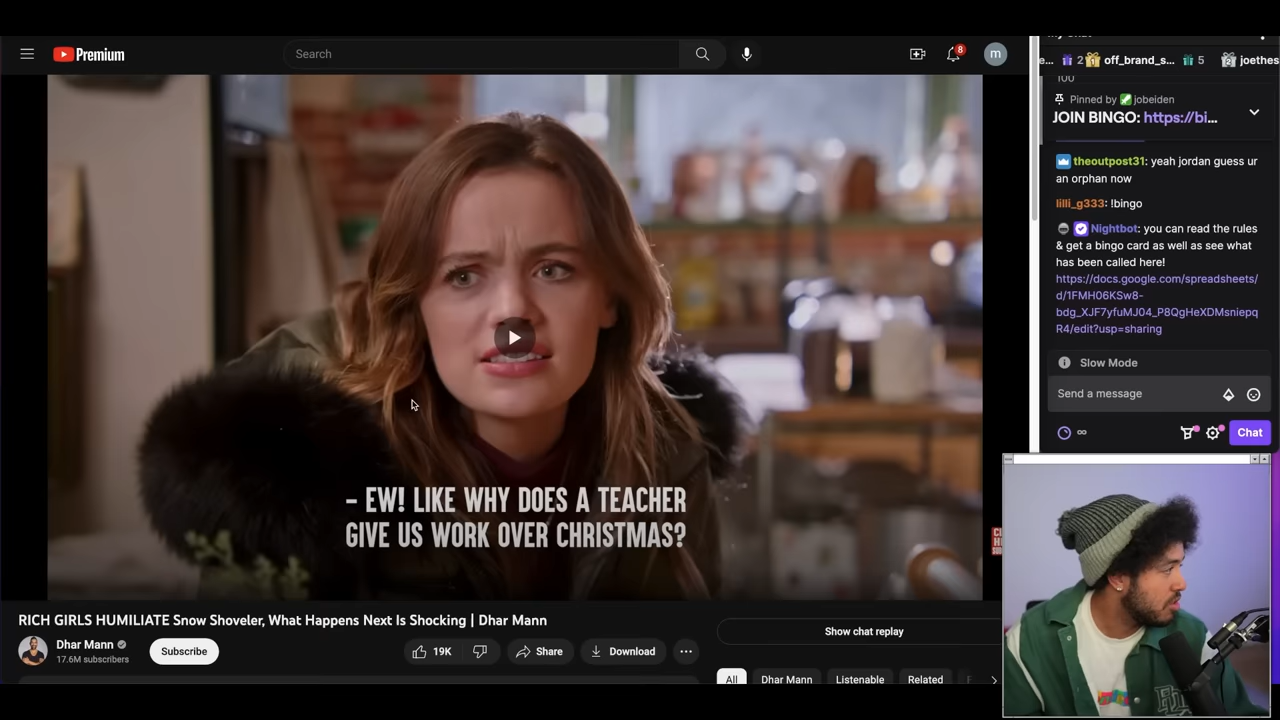 Premium
Search
8
m
- EW! LIKE WHY DOES A TEACHER
GIVE US WORK OVER CHRISTMAS?
RICH GIRLS HUMILIATE Snow Shoveler, What Happens Next Is Shocking | Dhar Mann
Dhar Mann
17.6M subscribers
Subscribe
19K
Share
Download
Show chat replay
All
Dhar Mann
Listenable
Related
e... 2 off_brand_s... 5 joethes
100
Pinned by jobeiden
JOIN BINGO: https://bi...
theoutpost31: yeah jordan guess ur
an orphan now
lilli_g333: !bingo
Nightbot: you can read the rules
& get a bingo card as well as see what
has been called here!
https://docs.google.com/spreadsheets/
d/1FMH06KSw8-
bdg_XJF7yfuMJ04_P8QgHeXDMsniepq
R4/edit?usp=sharing
Slow Mode
Send a message
∞
Chat